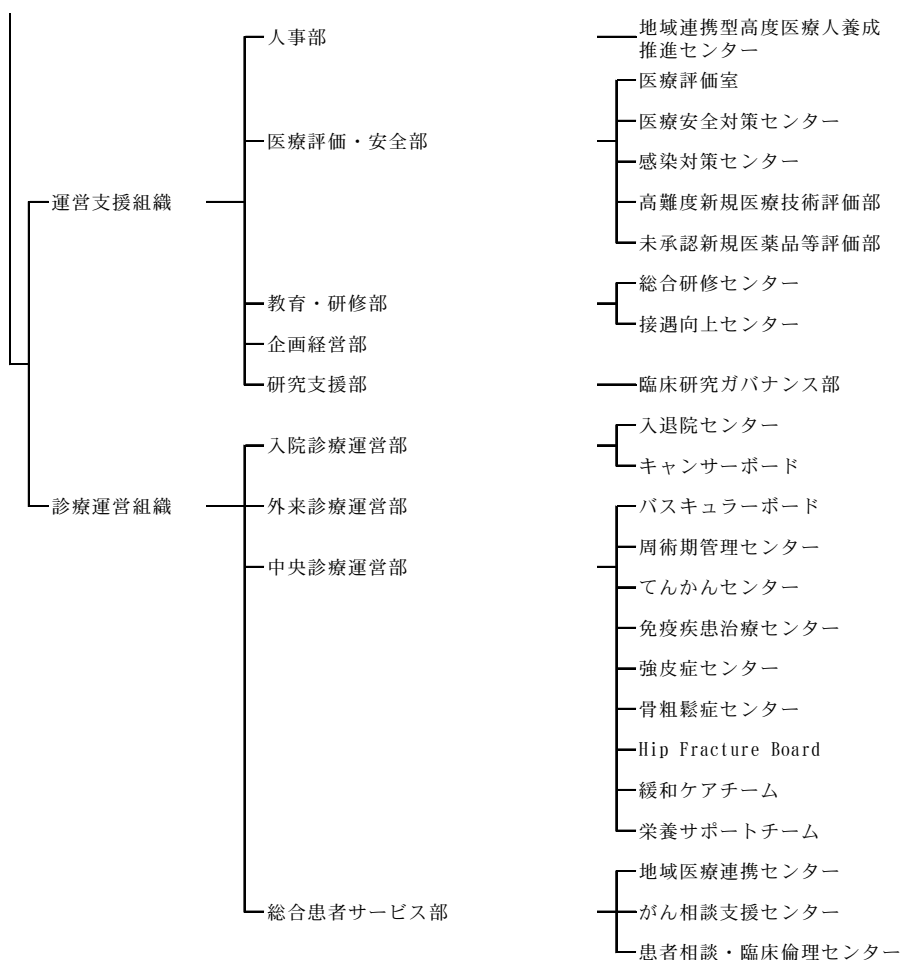 運営支援組織
人事部
地域連携型高度医療人養成
推進センター
医療評価・安全部
医療評価室
医療安全対策センター
感染対策センター
高難度新規医療技術評価部
未承認新規医薬品等評価部
教育・研修部
総合研修センター
接遇向上センター
企画経営部
研究支援部
臨床研究ガバナンス部
診療運営組織
入院診療運営部
入退院センター
キャンサーボード
外来診療運営部
中央診療運営部
バスキュラーボード
周術期管理センター
てんかんセンター
免疫疾患治療センター
強皮症センター
骨粗鬆症センター
Hip Fracture Board
緩和ケアチーム
栄養サポートチーム
総合患者サービス部
地域医療連携センター
がん相談支援センター
患者相談・臨床倫理センター